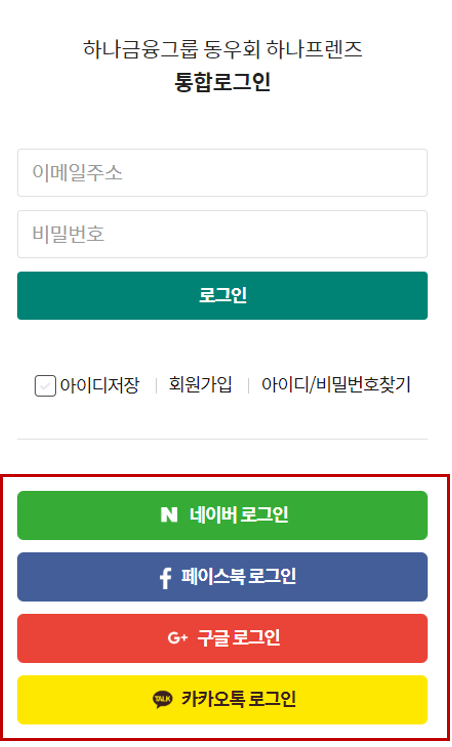 하나금융그룹 동우회 하나프렌즈
통합로그인
이메일주소
비밀번호
로그인
아이디저장 | 회원가입 | 아이디/비밀번호찾기
N 네이버 로그인
f 페이스북 로그인
G+ 구글 로그인
TALK 카카오톡 로그인